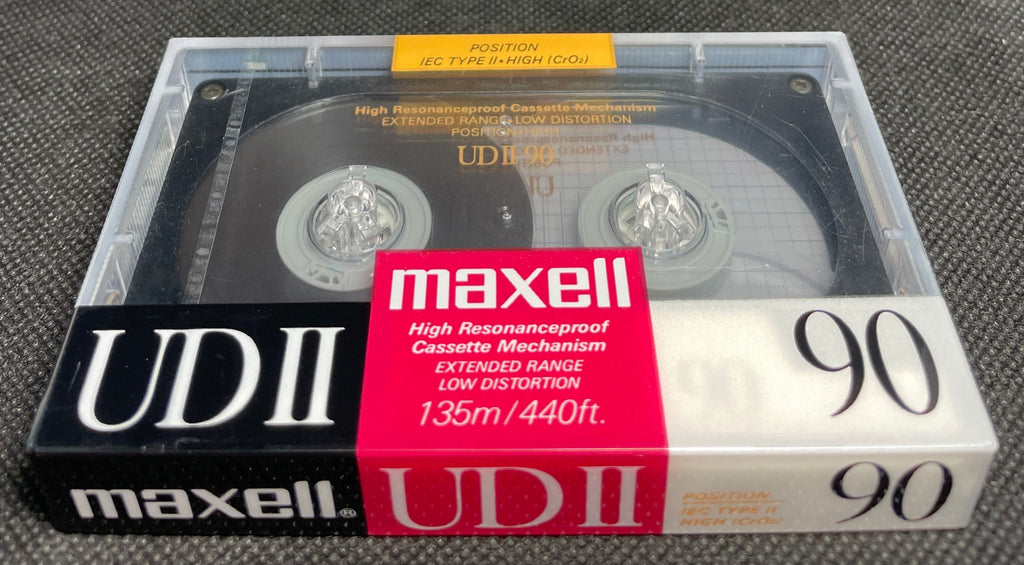 POSITION
IEC TYPE II•HIGH (CrO₂)
High Resonanceproof Cassette Mechanism
EXTENDED RANGE•LOW DISTORTION
POSITION•HIGH
UD II•90
maxell
High Resonanceproof
Cassette Mechanism
EXTENDED RANGE
LOW DISTORTION
135m/440ft.
UD II
90
maxell®
UD II
POSITION
IEC TYPE II
HIGH (CrO₂)
90